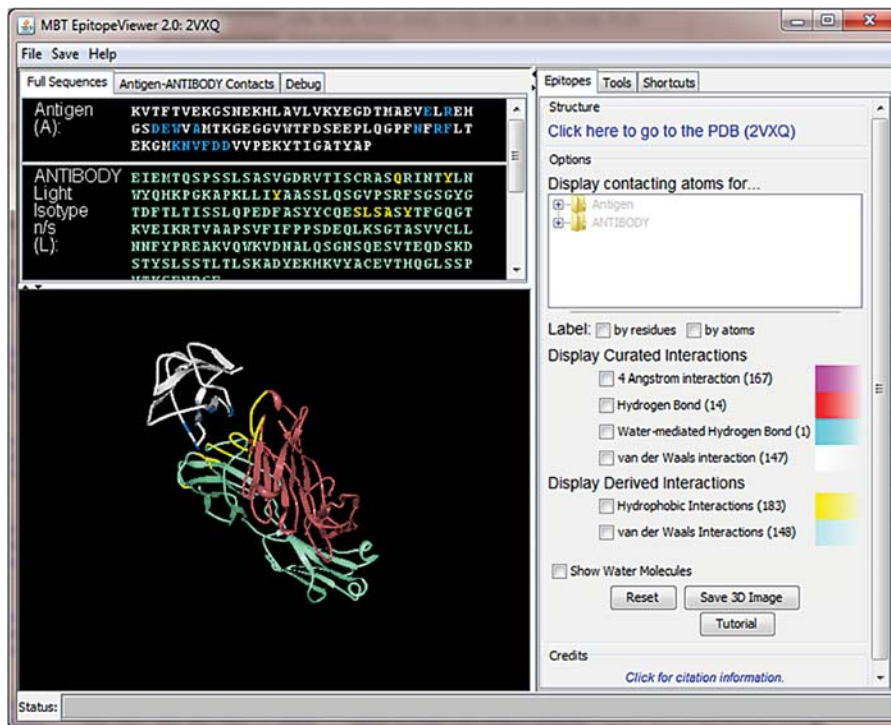 MBT EpitopeViewer 2.0: 2VXQ
File Save Help
Full Sequences Antigen-ANTIBODY Contacts Debug
Antigen
(A):
KVTFTVEKGSNEKHLAVLVKYEGDTMAEVELREH
GSDEWVAMTKGEGGVWTFDSEEPLQGPFNFRFLT
EKGMKNVFDDVVPEKYTIGATYAP
ANTIBODY
Light
Isotype
n/s
(L):
EIEMTQSPSSLSASVGDRVTISCRASQRINTYLN
WYQHKPGKAPKLLIYAASSLQSGVPSRFSGSGYG
TDFTLTISSLQPEDFASYYCQESLSASYTFGQGT
KVEIKRTVAAPSVFIFPPSDEQLKSGTASVVCLL
NNFYPREAKVQWKVDNALQSGNSQESVTEQDSKD
STYSLSSTLTLSKADYEKHKVYACEVTHQGLSSP
Epitopes Tools Shortcuts
Structure
Click here to go to the PDB (2VXQ)
Options
Display contacting atoms for...
Antigen
ANTIBODY
Label: by residues by atoms
Display Curated Interactions
4 Angstrom interaction (167)
Hydrogen Bond (14)
Water-mediated Hydrogen Bond (1)
van der Waals interaction (147)
Display Derived Interactions
Hydrophobic Interactions (183)
van der Waals Interactions (148)
Show Water Molecules
Reset Save 3D Image
Tutorial
Credits
Click for citation information.
Status: